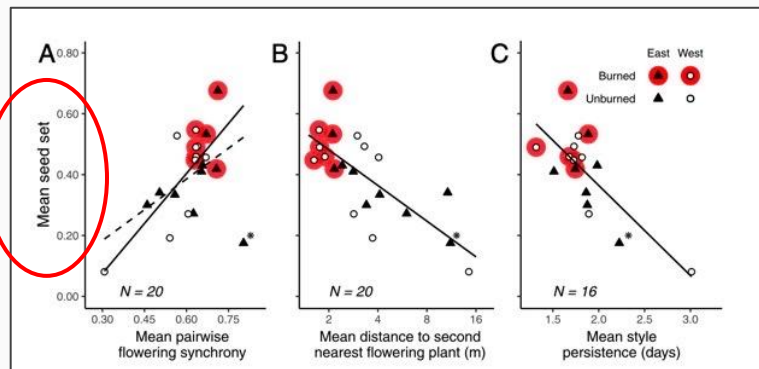 A
B
C
East West
Burned
Unburned
Mean seed set
0.80
0.60
0.40
0.20
0.00
*
*
*
N = 20
N = 20
N = 16
0.30 0.45 0.60 0.75
2 4 8 16
1.5 2.0 2.5 3.0
Mean pairwise
flowering synchrony
Mean distance to second
nearest flowering plant (m)
Mean style
persistence (days)